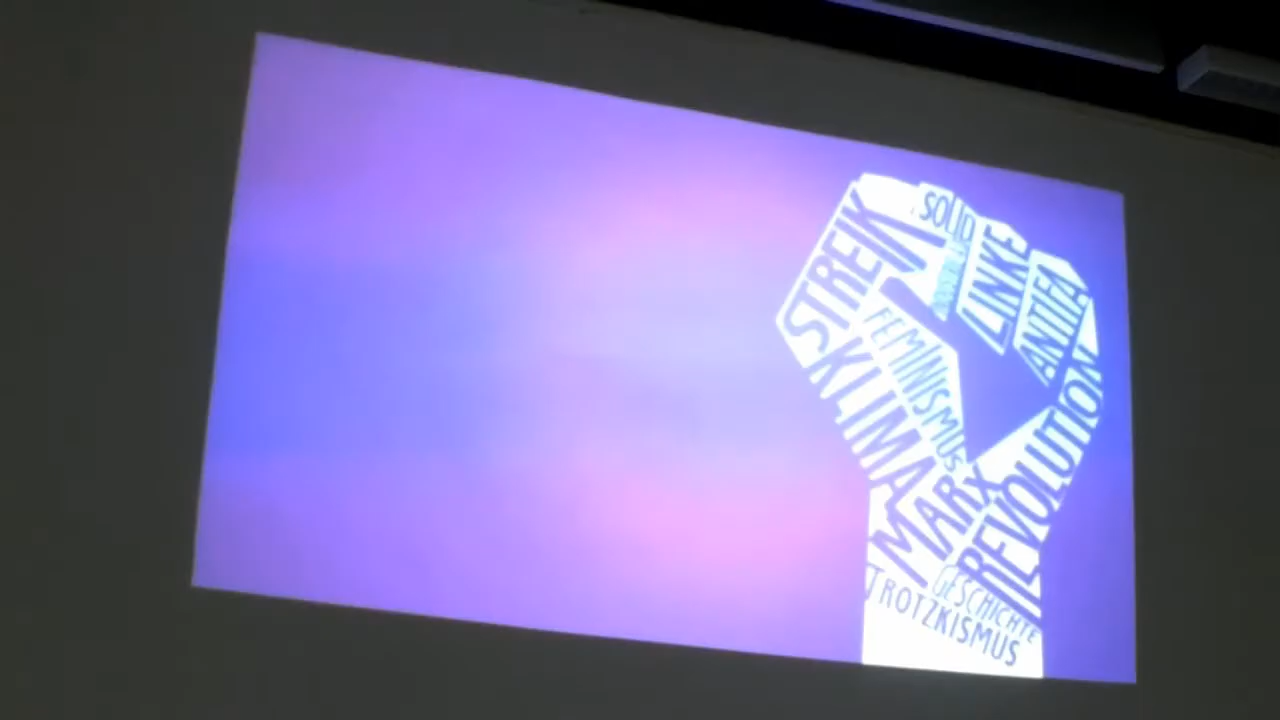 SOLID
STREIK
LINKE
ANTIFA
FEMINISMUS
KLIMA
REVOLUTION
MARX
GESCHICHTE
TROTZKISMUS